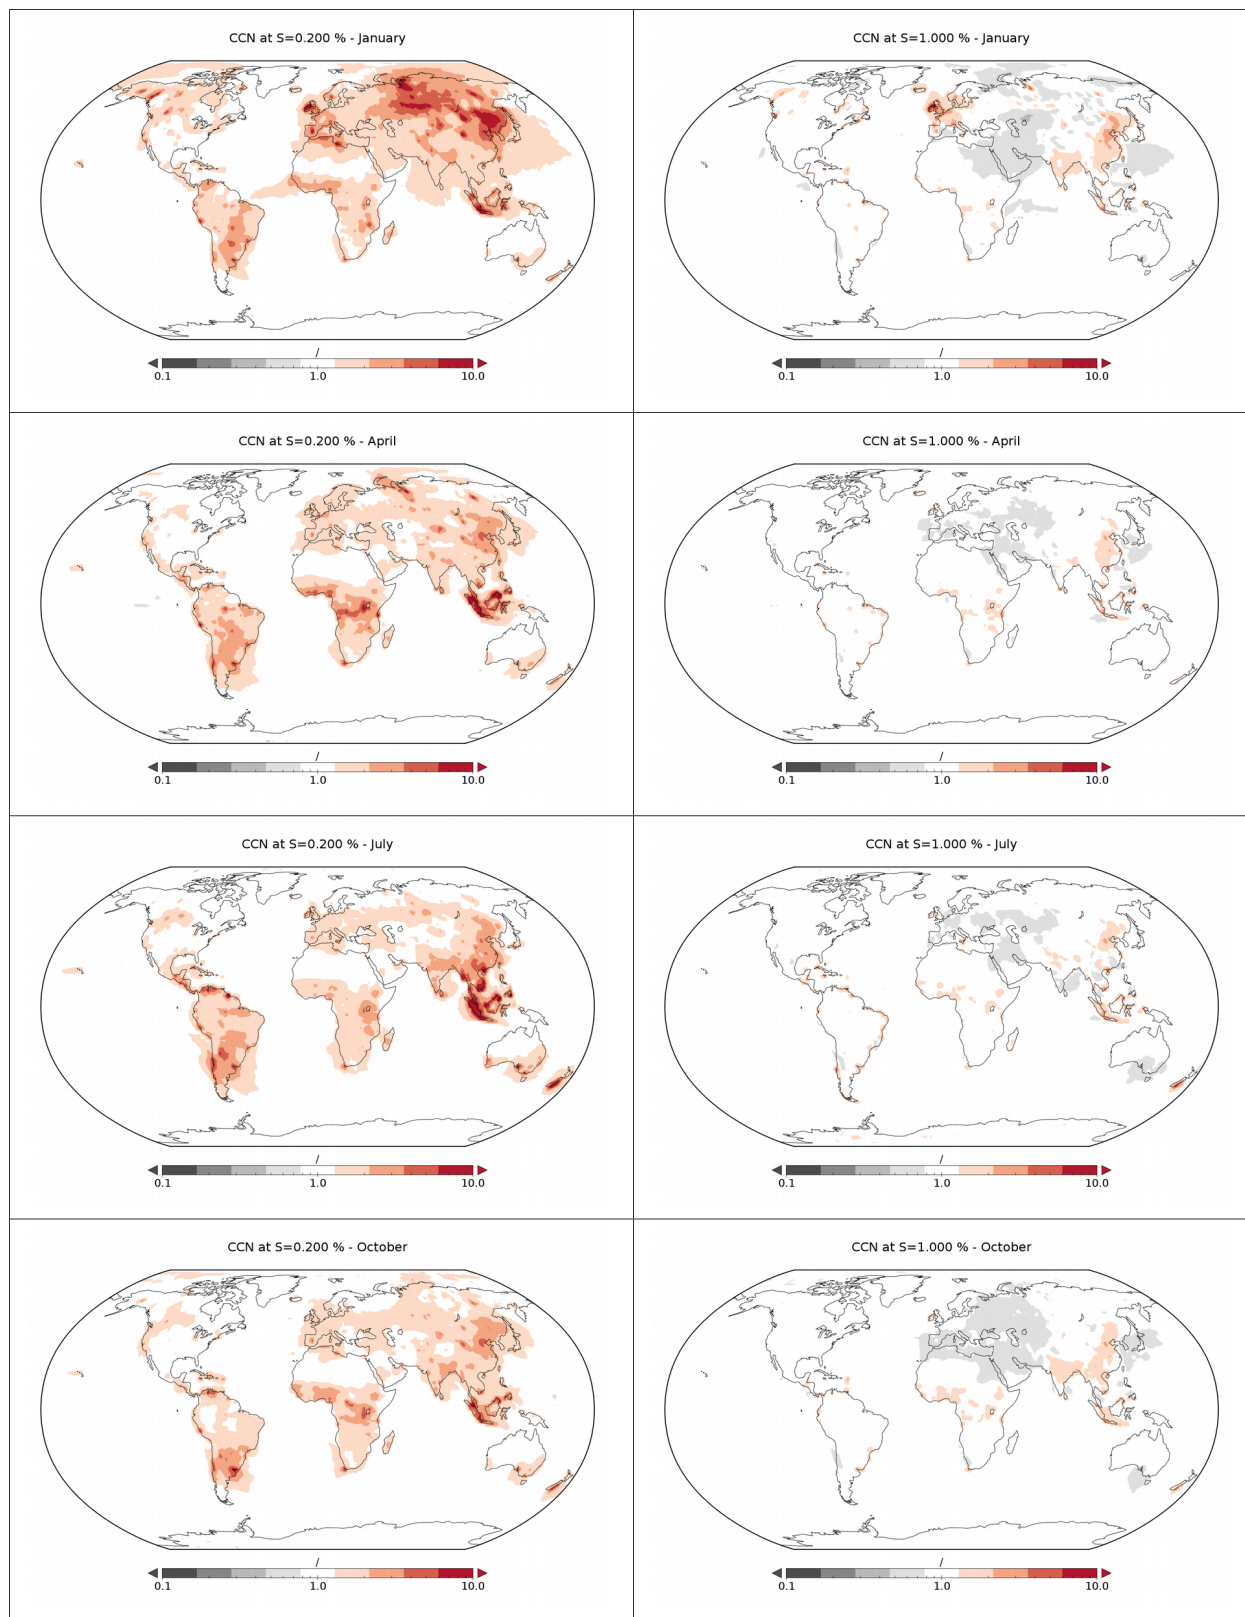 CCN at S=0.200 % - January
/
0.1 1.0 10.0
CCN at S=1.000 % - January
/
0.1 1.0 10.0
CCN at S=0.200 % - April
/
0.1 1.0 10.0
CCN at S=1.000 % - April
/
0.1 1.0 10.0
CCN at S=0.200 % - July
/
0.1 1.0 10.0
CCN at S=1.000 % - July
/
0.1 1.0 10.0
CCN at S=0.200 % - October
/
0.1 1.0 10.0
CCN at S=1.000 % - October
/
0.1 1.0 10.0